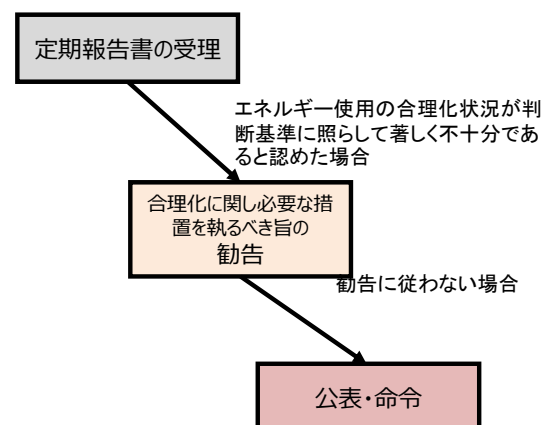 定期報告書の受理
エネルギー使用の合理化状況が判
断基準に照らして著しく不十分であ
ると認めた場合
合理化に関し必要な措
置を執るべき旨の
勧告
勧告に従わない場合
公表・命令